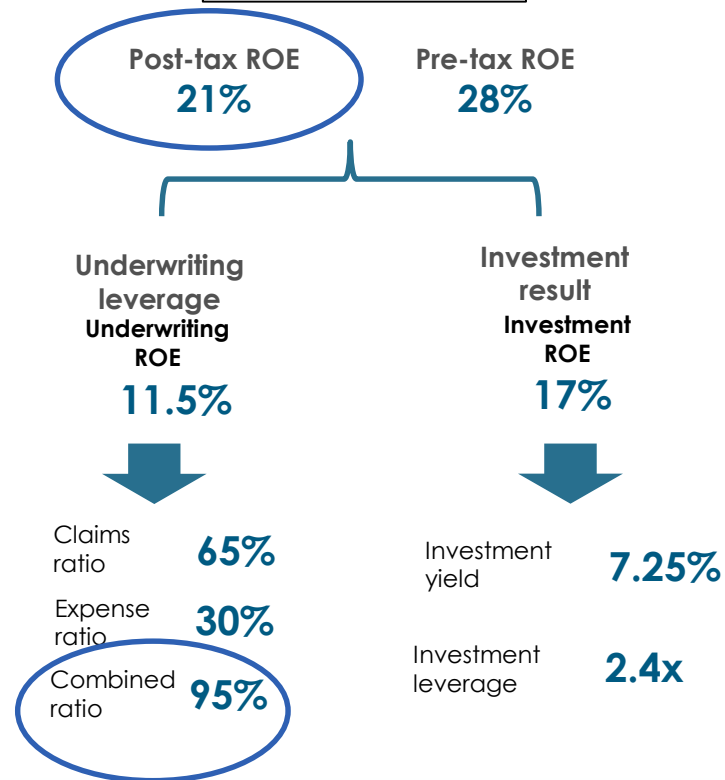 Post-tax ROE
21%
Pre-tax ROE
28%
Underwriting
leverage
Underwriting
ROE
11.5%
Investment
result
Investment
ROE
17%
Claims
ratio
65%
Expense
ratio
30%
Combined
ratio
95%
Investment
yield
7.25%
Investment
leverage
2.4x